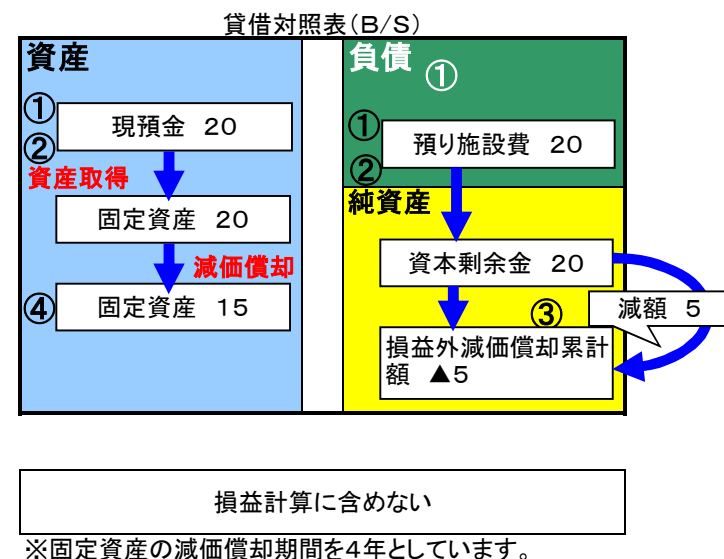 貸借対照表(B/S)
資産
負債
①
①
②
現預金 20
①
②
預り施設費 20
資産取得
純資産
固定資産 20
資本剰余金 20
減価償却
④
固定資産 15
③
減額 5
損益外減価償却累計
額 ▲5
損益計算に含めない
※固定資産の減価償却期間を4年としています。